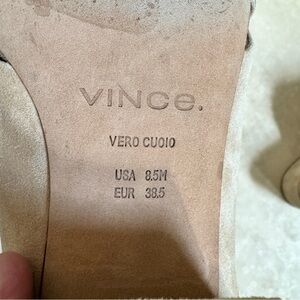 VINCE.
VERO CUOIO
USA 8.5M
EUR 38.5